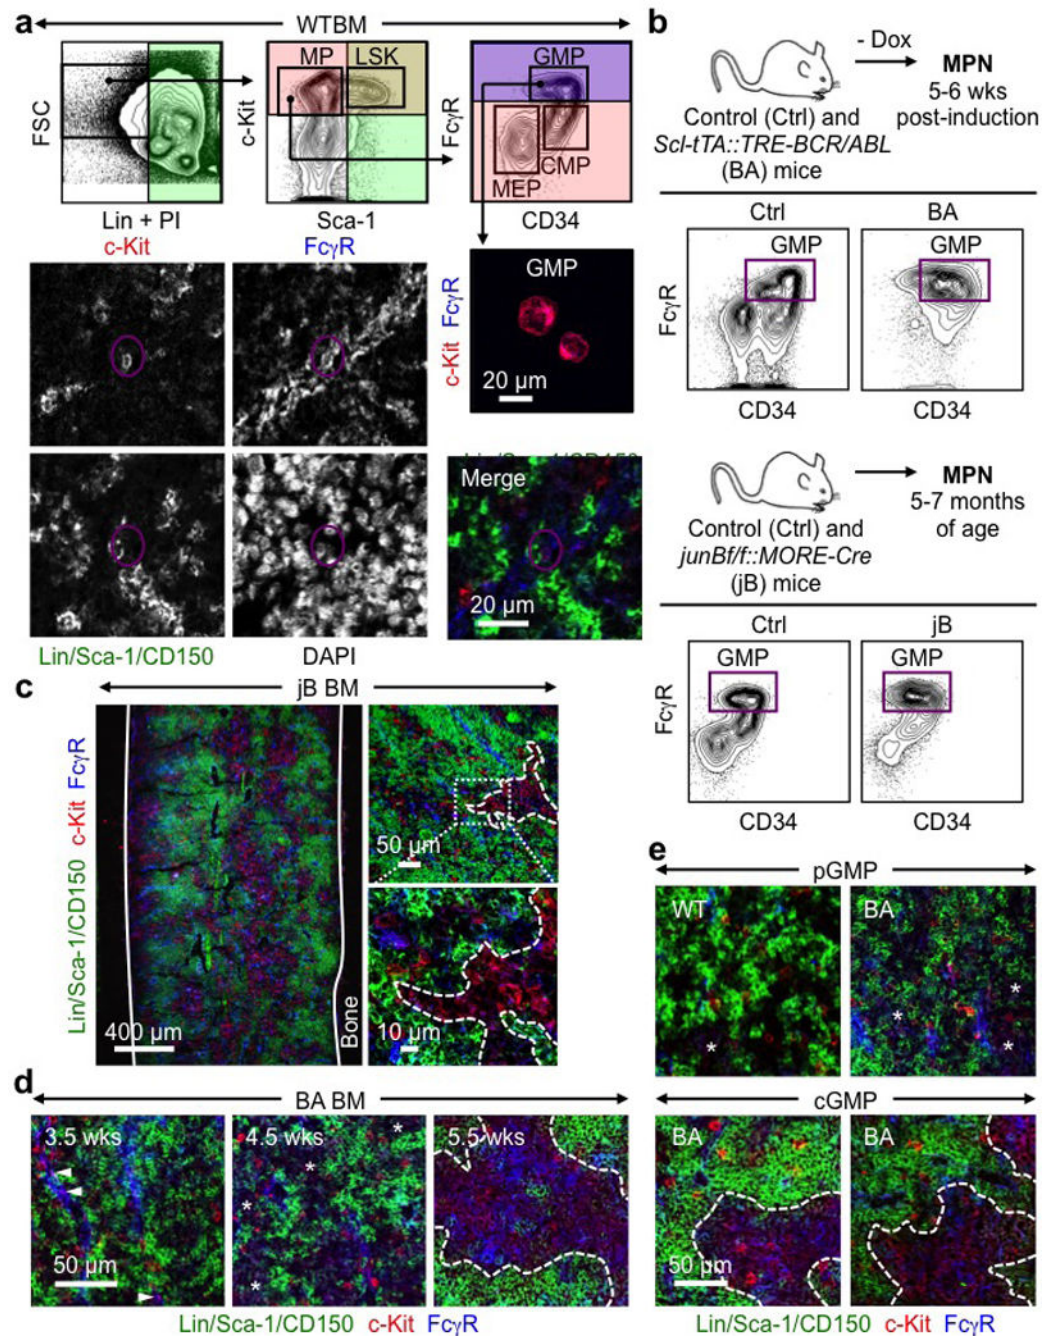 a
WTBM
FSC
Lin + PI
c-Kit
MP
LSK
Sca-1
FcγR
GMP
CMP
MEP
CD34
c-Kit
FcγR
Lin/Sca-1/CD150
DAPI
c-Kit FcγR
GMP
20 µm
Lin/Sca-1/CD150
Merge
20 µm
b
- Dox
MPN
5-6 wks
post-induction
Control (Ctrl) and
Scl-tTA::TRE-BCR/ABL
(BA) mice
Ctrl
BA
FcγR
GMP
GMP
CD34
CD34
MPN
5-7 months
of age
Control (Ctrl) and
junBf/f::MORE-Cre
(jB) mice
Ctrl
jB
FcγR
GMP
GMP
CD34
CD34
c
jB BM
Lin/Sca-1/CD150 c-Kit FcγR
400 µm
Bone
50 µm
10 µm
d
BA BM
3.5 wks
4.5 wks
5.5 wks
*
*
*
*
50 µm
Lin/Sca-1/CD150 c-Kit FcγR
e
pGMP
WT
*
BA
*
*
*
cGMP
BA
BA
50 µm
Lin/Sca-1/CD150 c-Kit FcγR